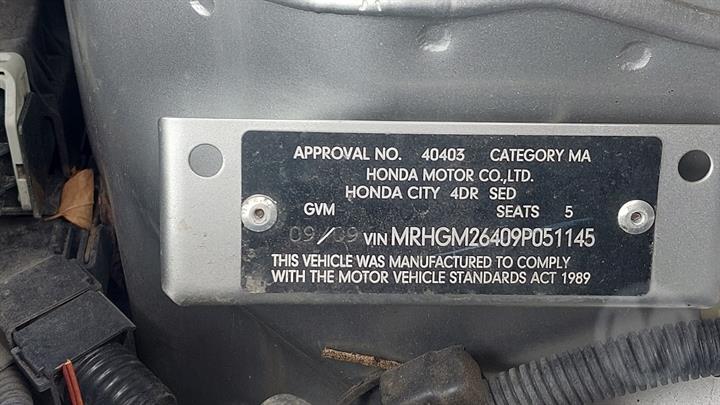 APPROVAL NO. 40403 CATEGORY MA
HONDA MOTOR CO.,LTD.
HONDA CITY 4DR SED
GVM SEATS 5
09/09 VIN MRHGM26409P051145
THIS VEHICLE WAS MANUFACTURED TO COMPLY
WITH THE MOTOR VEHICLE STANDARDS ACT 1989